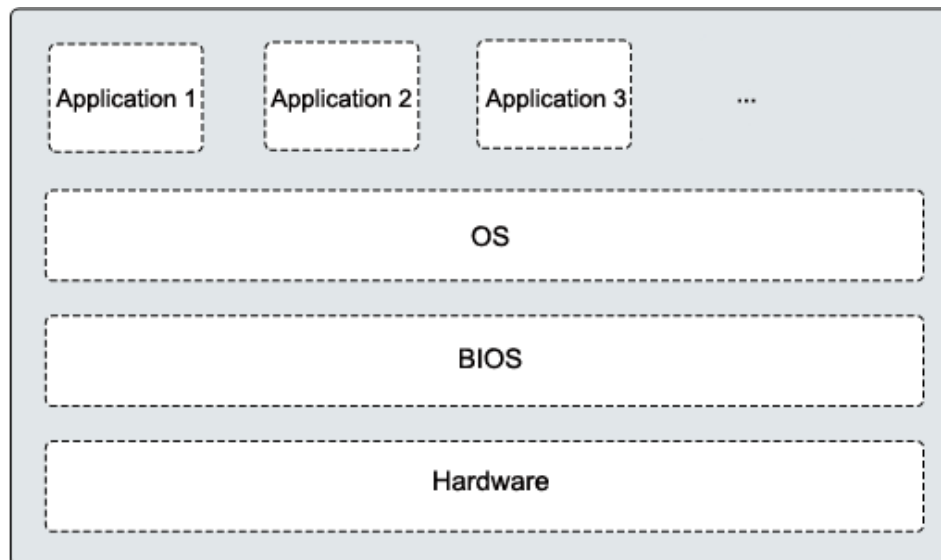 Application 1
Application 2
Application 3
...
OS
BIOS
Hardware